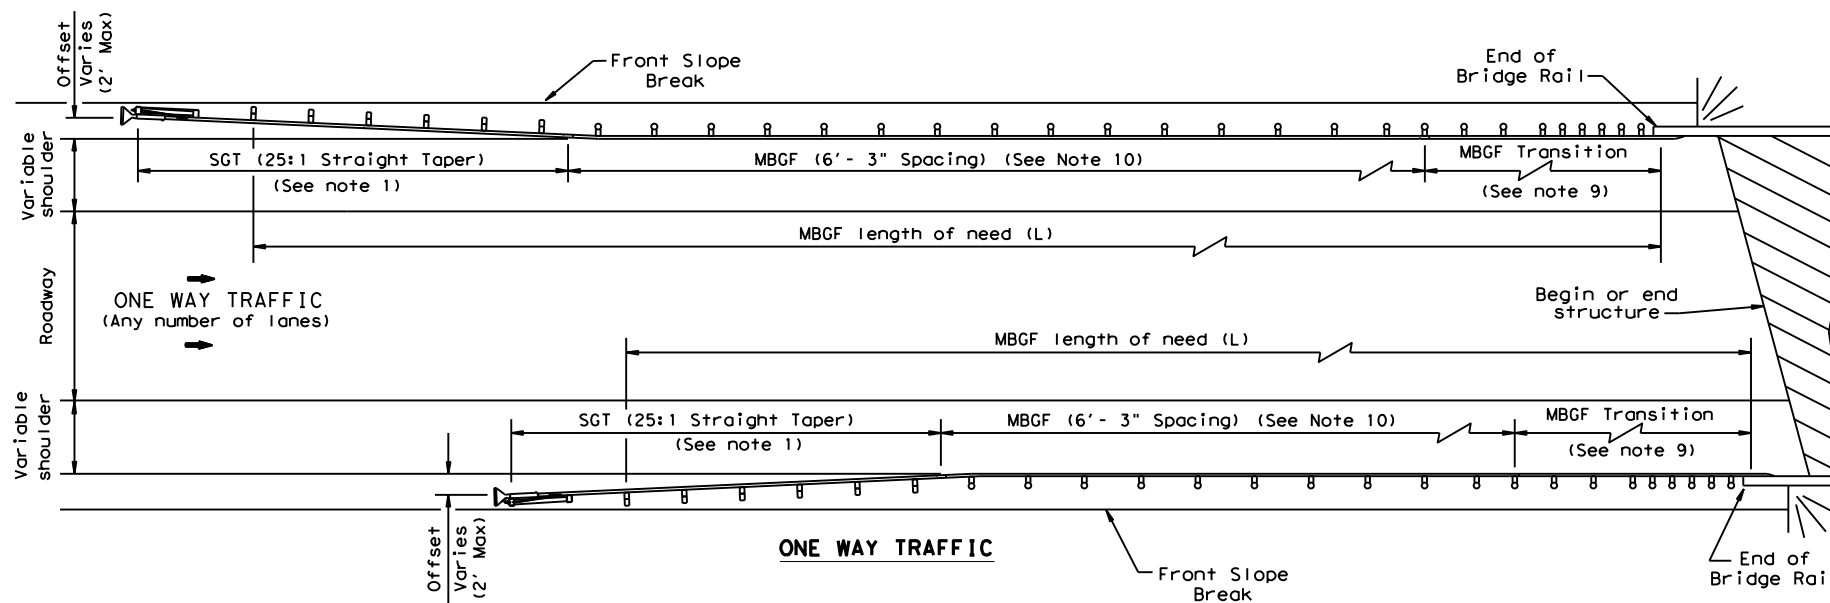 Offset
Varies
(2' Max)
Front Slope
Break
End of
Bridge Rail
Variable
shoulder
SGT (25:1 Straight Taper)
(See note 1)
MBGF (6'- 3" Spacing) (See Note 10)
MBGF Transition
(See note 9)
MBGF length of need (L)
Roadway
ONE WAY TRAFFIC
(Any number of lanes)
Begin or end
structure
MBGF length of need (L)
Variable
shoulder
SGT (25:1 Straight Taper)
(See note 1)
MBGF (6'- 3" Spacing) (See Note 10)
MBGF Transition
(See note 9)
Offset
Varies
(2' Max)
ONE WAY TRAFFIC
Front Slope
Break
End of
Bridge Rai